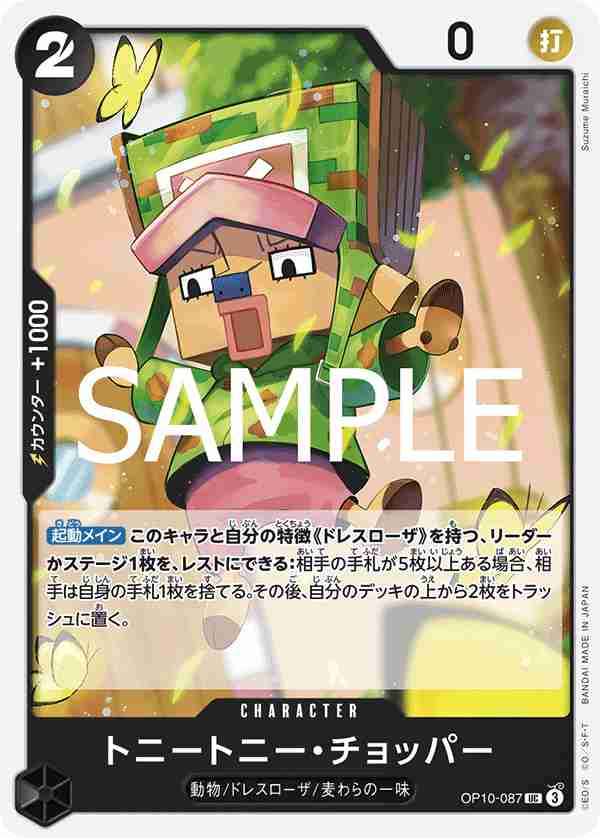 2
0
打
Suzume Muraichi
カウンター +1000
SAMPLE
起動メイン このキャラと自分の特徴《ドレスローザ》を持つ、リーダー
かステージ1枚を、レストにできる:相手の手札が5枚以上ある場合、相
手は自身の手札1枚を捨てる。その後、自分のデッキの上から2枚をトラッ
シュに置く。
CHARACTER
トニートニー・チョッパー
動物/ドレスローザ/麦わらの一味
OP10-087 UC 3
©E.O/S. ©O/S.F.T BANDAI MADE IN JAPAN